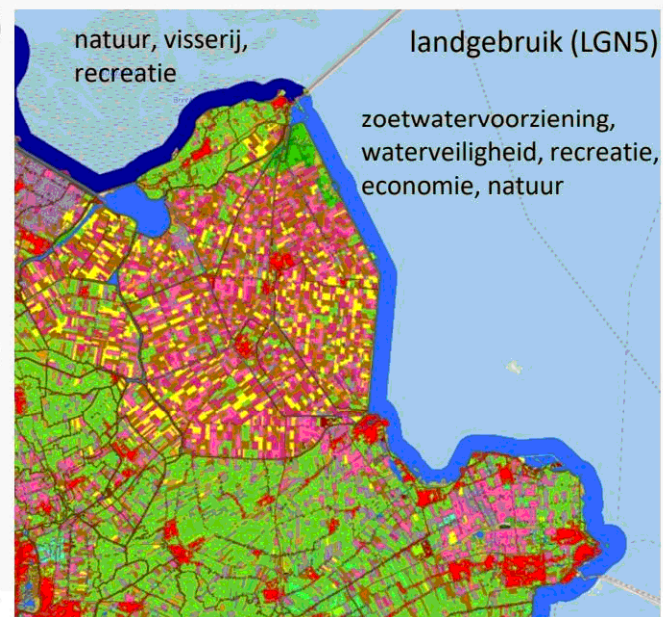 natuur, visserij,
recreatie
landgebruik (LGN5)
zoetwatervoorziening,
waterveiligheid, recreatie,
economie, natuur